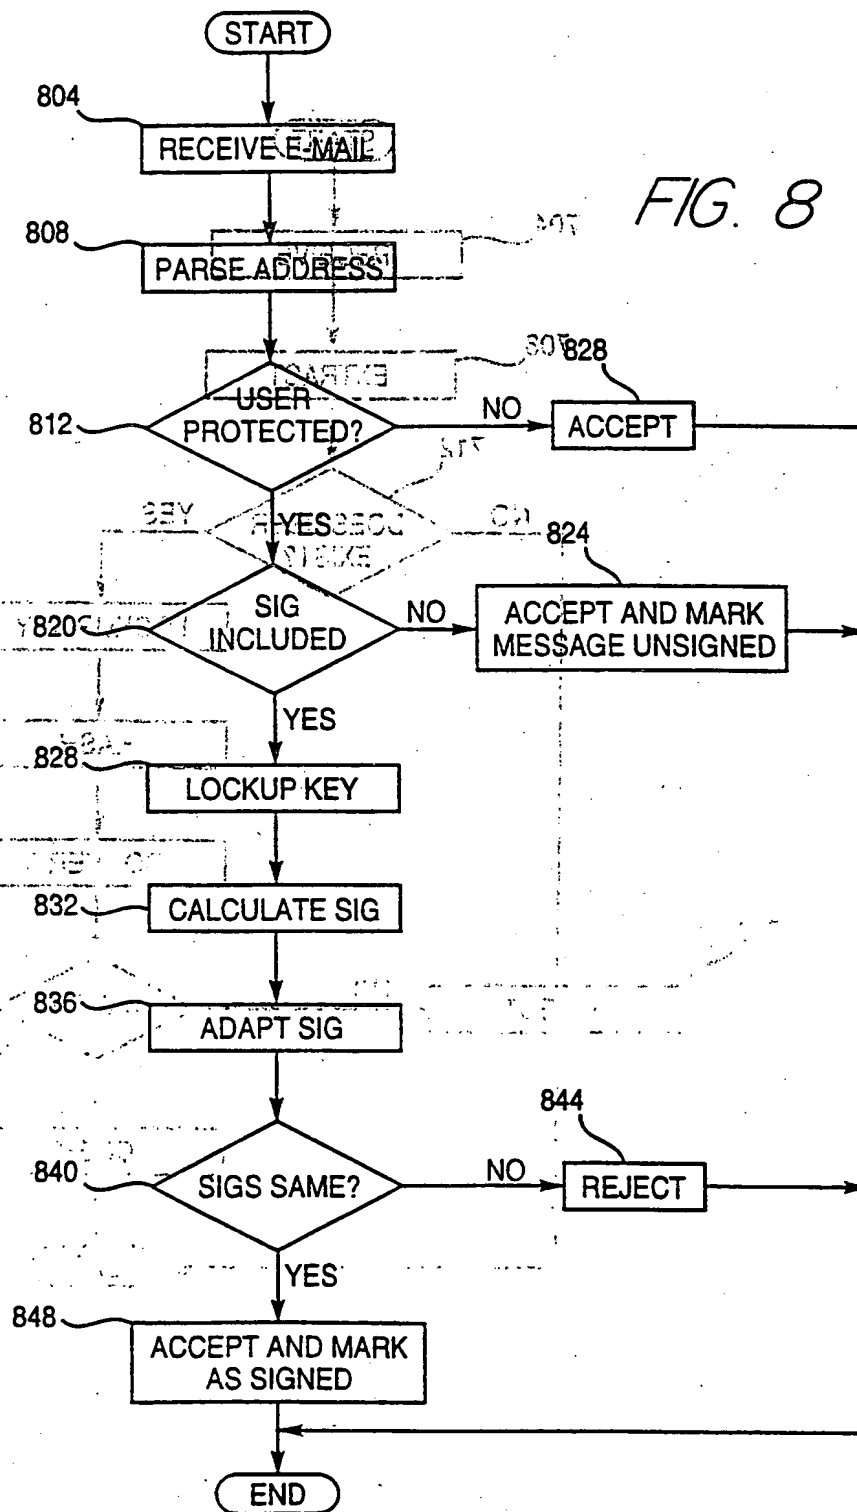 START
804
RECEIVE E-MAIL
FIG. 8
808
PARSE ADDRESS
828
812
USER
PROTECTED?
NO
ACCEPT
YES
824
820
SIG
INCLUDED
NO
ACCEPT AND MARK
MESSAGE UNSIGNED
YES
828
LOCKUP KEY
832
CALCULATE SIG
836
ADAPT SIG
844
840
SIGS SAME?
NO
REJECT
YES
848
ACCEPT AND MARK
AS SIGNED
END